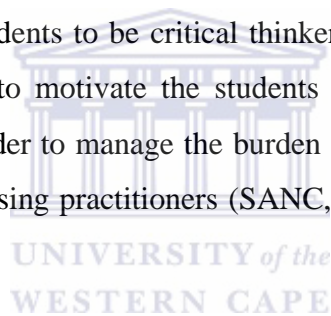 dents to be critical thinker
to motivate the students
der to manage the burden
sing practitioners (SANC,
UNIVERSITY of the
WESTERN CAPE